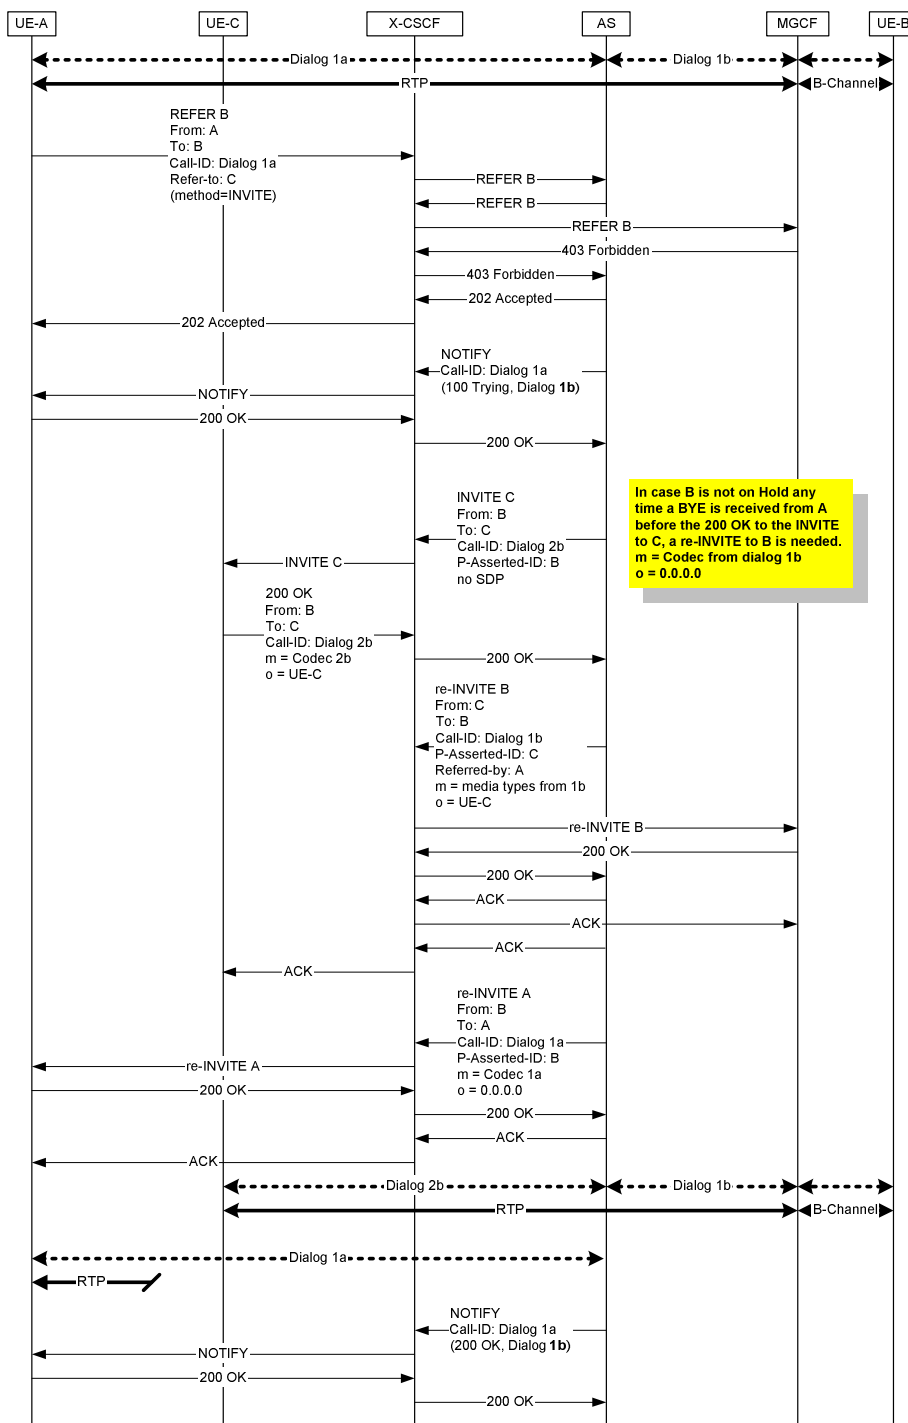 UE-A
UE-C
X-CSCF
AS
MGCF
UE-B
Dialog 1a
Dialog 1b
RTP
B-Channel
REFER B
From: A
To: B
Call-ID: Dialog 1a
Refer-to: C
(method=INVITE)
REFER B
REFER B
REFER B
403 Forbidden
403 Forbidden
202 Accepted
202 Accepted
NOTIFY
Call-ID: Dialog 1a
(100 Trying, Dialog 1b)
NOTIFY
200 OK
200 OK
In case B is not on Hold any
time a BYE is received from A
before the 200 OK to the INVITE
to C, a re-INVITE to B is needed.
m = Codec from dialog 1b
o = 0.0.0.0
INVITE C
From: B
To: C
Call-ID: Dialog 2b
P-Asserted-ID: B
no SDP
INVITE C
200 OK
From: B
To: C
Call-ID: Dialog 2b
m = Codec 2b
o = UE-C
200 OK
re-INVITE B
From: C
To: B
Call-ID: Dialog 1b
P-Asserted-ID: C
Referred-by: A
m = media types from 1b
o = UE-C
re-INVITE B
200 OK
200 OK
ACK
ACK
ACK
ACK
re-INVITE A
From: B
To: A
Call-ID: Dialog 1a
P-Asserted-ID: B
m = Codec 1a
o = 0.0.0.0
re-INVITE A
200 OK
200 OK
ACK
ACK
Dialog 2b
Dialog 1b
RTP
B-Channel
Dialog 1a
RTP
NOTIFY
Call-ID: Dialog 1a
(200 OK, Dialog 1b)
NOTIFY
200 OK
200 OK